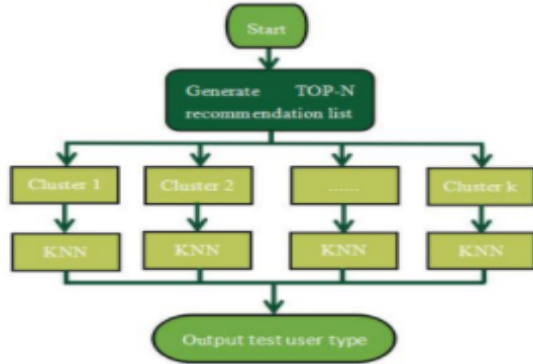 Start
Generate TOP-N
recommendation list
Cluster 1 Cluster 2 ...... Cluster k
KNN KNN KNN KNN
Output test user type